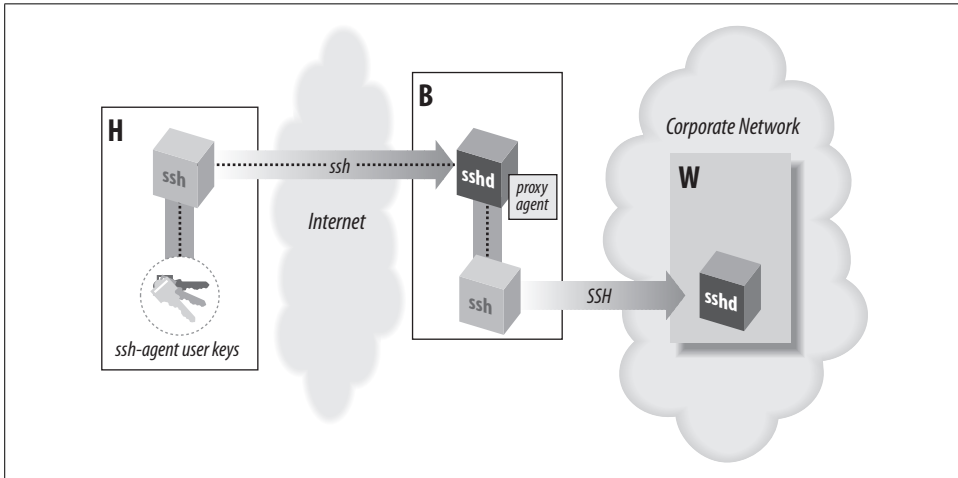 H
ssh
ssh-agent user keys
ssh
Internet
B
sshd
proxy
agent
ssh
SSH
Corporate Network
W
sshd